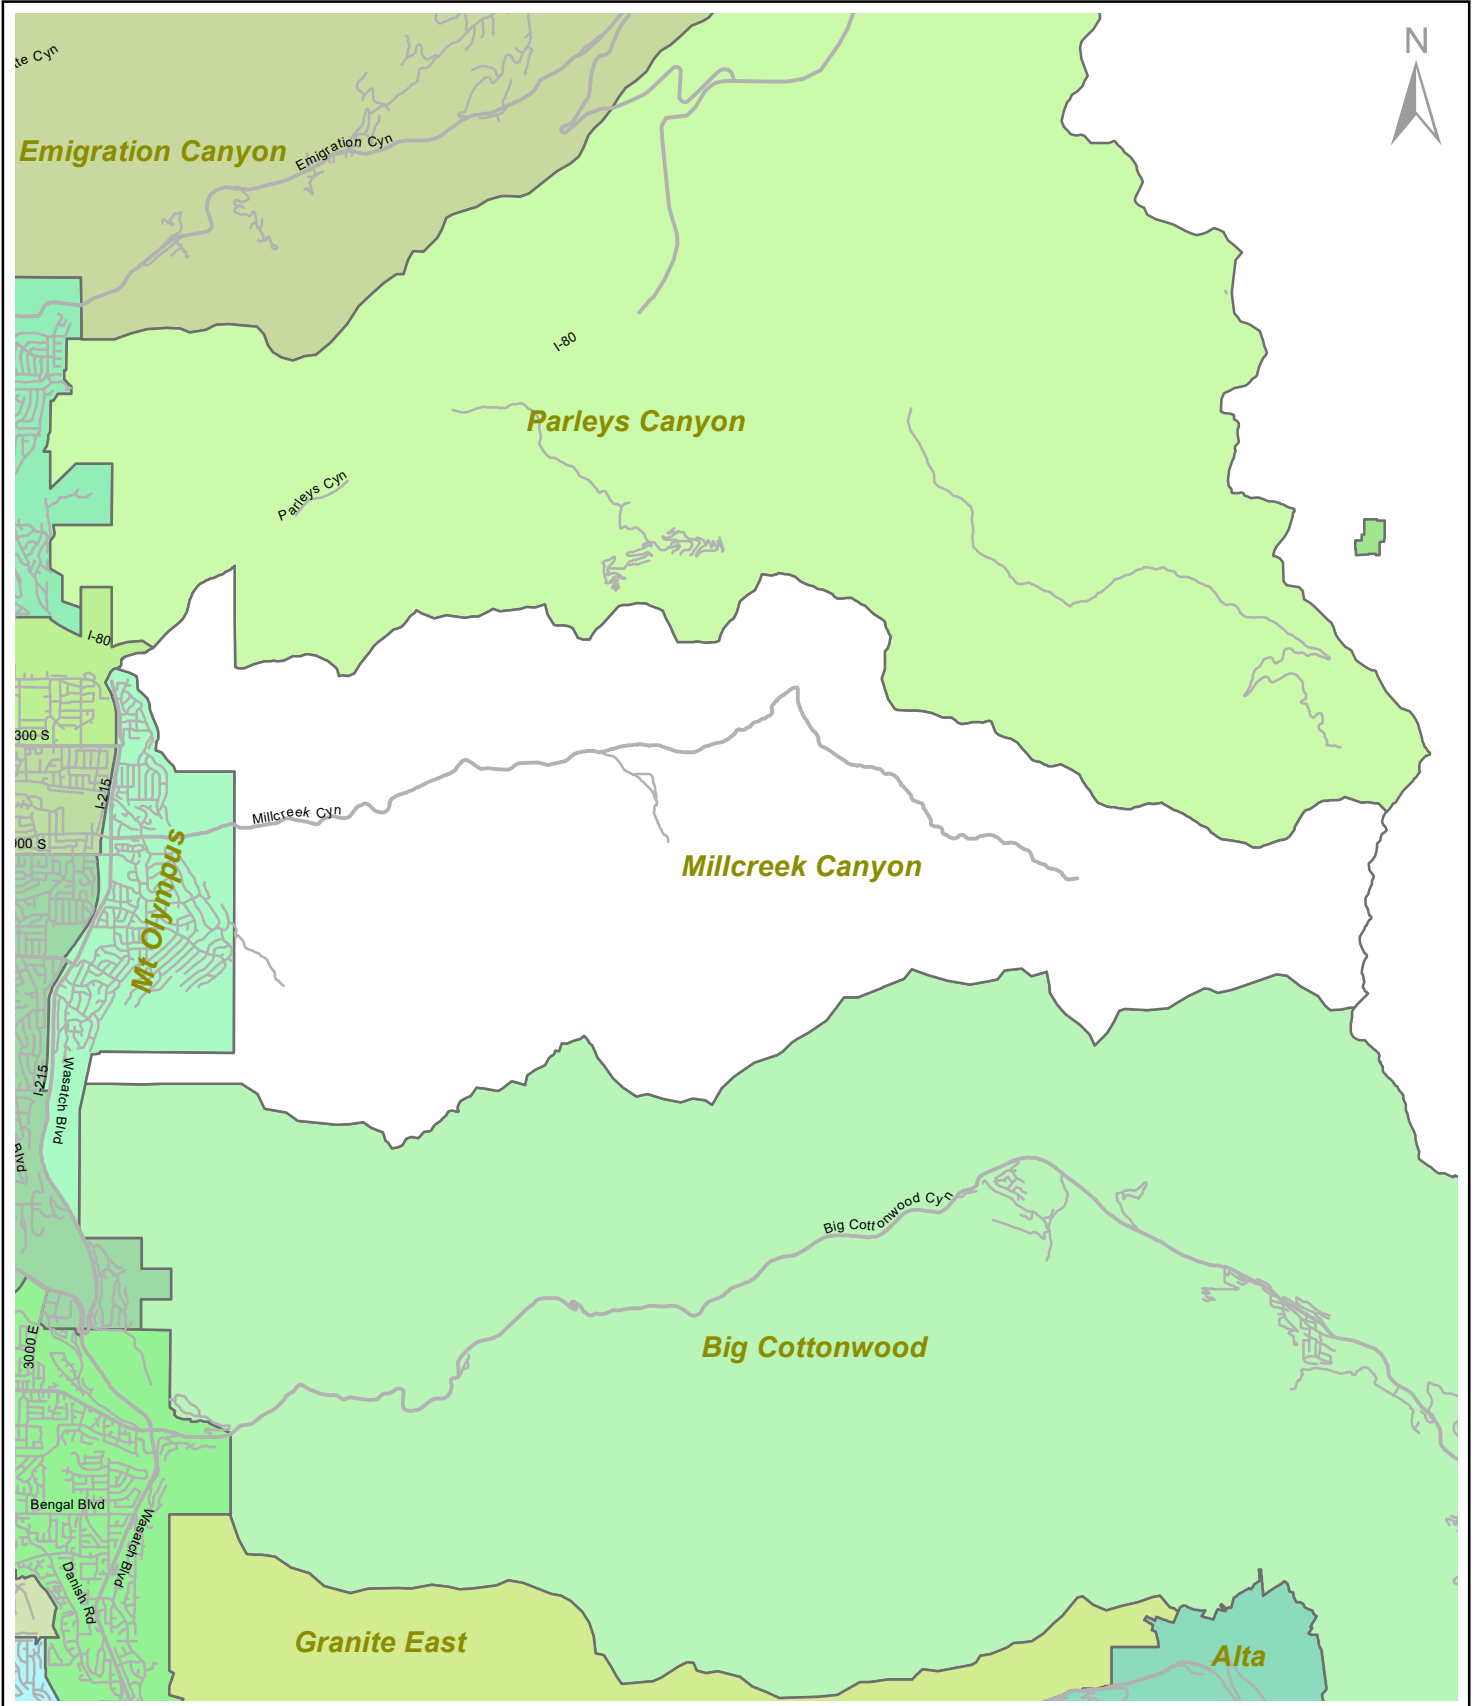 N
Emigration Canyon
Emigration Cyn
I-80
Parleys Canyon
Parleys Cyn
I-80
300 S
I-215
Millcreek Cyn
Mt Olympus
Millcreek Canyon
I-215
Wasatch Blvd
Blvd
Big Cottonwood Cyn
3000 E
Big Cottonwood
Bengal Blvd
Wasatch Blvd
Danish Rd
Granite East
Alta